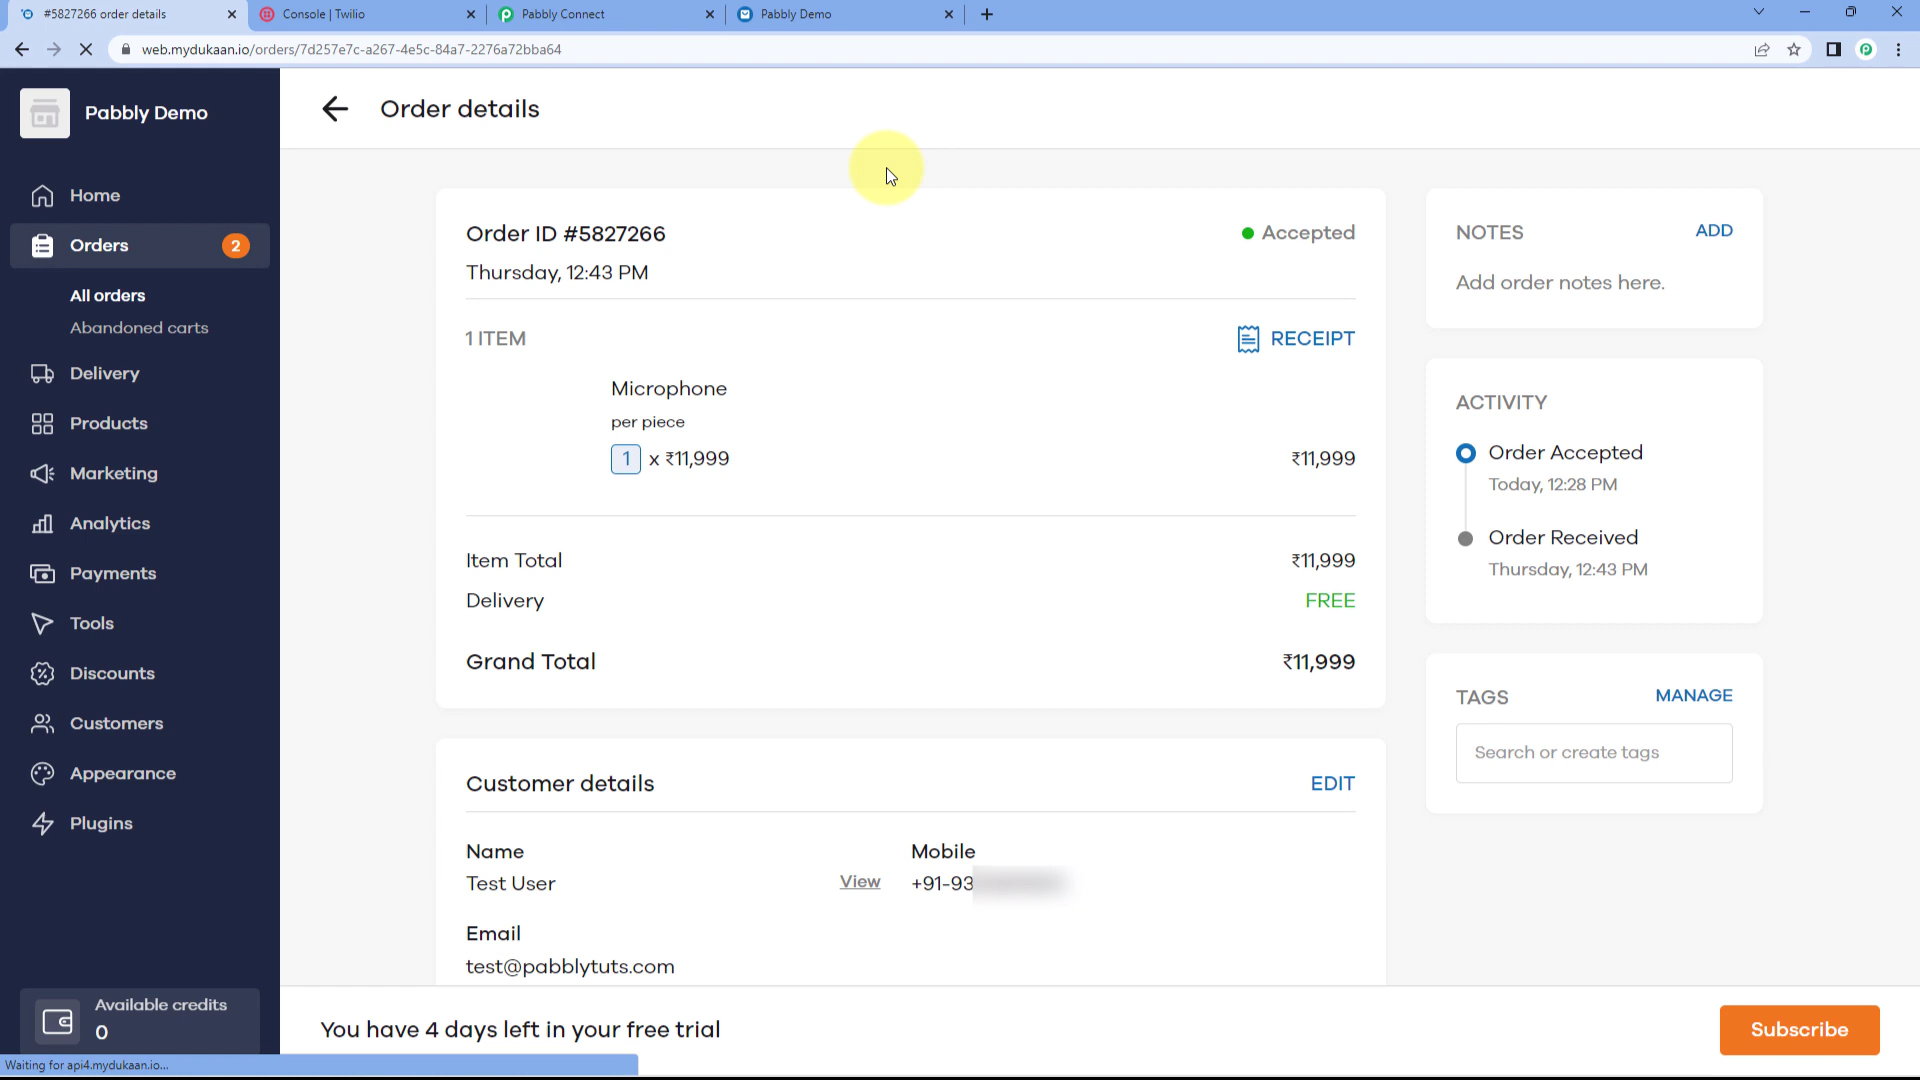 #5827266 order details
Console | Twilio
Pabbly Connect
Pabbly Demo
web.mydukaan.io/orders/7d257e7c-a267-4e5c-84a7-2276a72bba64
Pabbly Demo
Home
Orders 2
All orders
Abandoned carts
Delivery
Products
Marketing
Analytics
Payments
Tools
Discounts
Customers
Appearance
Plugins
Available credits
0
Waiting for api4.mydukaan.io...
Order details
Order ID #5827266
Accepted
Thursday, 12:43 PM
1 ITEM
RECEIPT
Microphone
per piece
1 x ₹11,999
₹11,999
Item Total
₹11,999
Delivery
FREE
Grand Total
₹11,999
Customer details
EDIT
Name
Test User
View
Mobile
+91-93
Email
test@pabblytuts.com
NOTES
ADD
Add order notes here.
ACTIVITY
Order Accepted
Today, 12:28 PM
Order Received
Thursday, 12:43 PM
TAGS
MANAGE
Search or create tags
You have 4 days left in your free trial
Subscribe